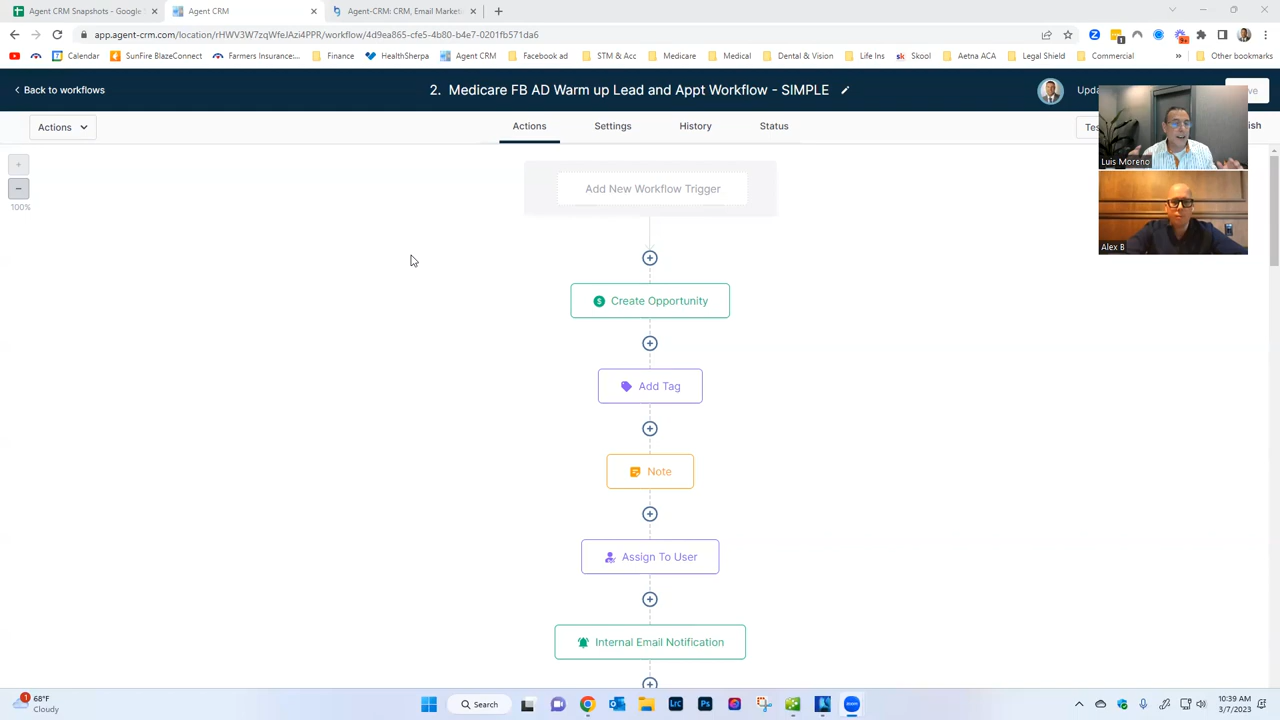 Agent CRM Snapshots - Google
Agent CRM
Agent-CRM: CRM, Email Market
app.agent-crm.com/location/rHWV3W7zqWfeJAzi4PPR/workflow/4d9ea865-cfe5-4b80-b4e7-0201fb571da6
Calendar
SunFire BlazeConnect
Farmers Insurance:...
Finance
HealthSherpa
Agent CRM
Facebook ad
STM & Acc
Medicare
Medical
Dental & Vision
Life Ins
Skool
Aetna ACA
Legal Shield
Commercial
Other bookmarks
Back to workflows
2. Medicare FB AD Warm up Lead and Appt Workflow - SIMPLE
Upda
ve
Actions
Actions
Settings
History
Status
Tes
ish
100%
Luis Moreno
Alex B
Add New Workflow Trigger
Create Opportunity
Add Tag
Note
Assign To User
Internal Email Notification
68°F
Cloudy
Search
10:39 AM
3/7/2023